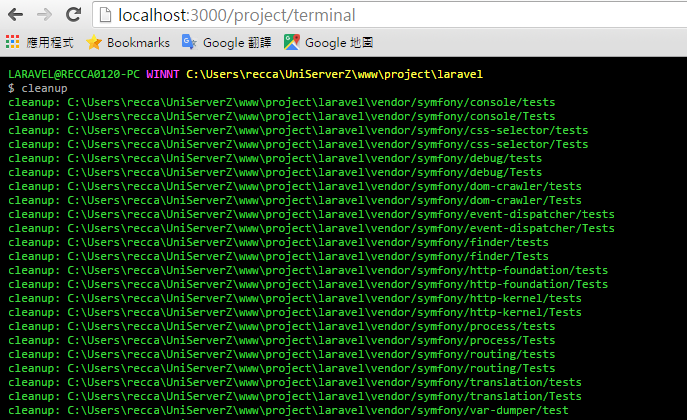 localhost:3000/project/terminal
應用程式 Bookmarks Google 翻譯 Google 地圖
LARAVEL@RECCA0120-PC WINNT C:\Users\recca\UniServerZ\www\project\laravel
$ cleanup
cleanup: C:\Users\recca\UniServerZ\www\project\laravel\vendor/symfony/console/tests
cleanup: C:\Users\recca\UniServerZ\www\project\laravel\vendor/symfony/console/Tests
cleanup: C:\Users\recca\UniServerZ\www\project\laravel\vendor/symfony/css-selector/tests
cleanup: C:\Users\recca\UniServerZ\www\project\laravel\vendor/symfony/css-selector/Tests
cleanup: C:\Users\recca\UniServerZ\www\project\laravel\vendor/symfony/debug/tests
cleanup: C:\Users\recca\UniServerZ\www\project\laravel\vendor/symfony/debug/Tests
cleanup: C:\Users\recca\UniServerZ\www\project\laravel\vendor/symfony/dom-crawler/tests
cleanup: C:\Users\recca\UniServerZ\www\project\laravel\vendor/symfony/dom-crawler/Tests
cleanup: C:\Users\recca\UniServerZ\www\project\laravel\vendor/symfony/event-dispatcher/tests
cleanup: C:\Users\recca\UniServerZ\www\project\laravel\vendor/symfony/event-dispatcher/Tests
cleanup: C:\Users\recca\UniServerZ\www\project\laravel\vendor/symfony/finder/tests
cleanup: C:\Users\recca\UniServerZ\www\project\laravel\vendor/symfony/finder/Tests
cleanup: C:\Users\recca\UniServerZ\www\project\laravel\vendor/symfony/http-foundation/tests
cleanup: C:\Users\recca\UniServerZ\www\project\laravel\vendor/symfony/http-foundation/Tests
cleanup: C:\Users\recca\UniServerZ\www\project\laravel\vendor/symfony/http-kernel/tests
cleanup: C:\Users\recca\UniServerZ\www\project\laravel\vendor/symfony/http-kernel/Tests
cleanup: C:\Users\recca\UniServerZ\www\project\laravel\vendor/symfony/process/tests
cleanup: C:\Users\recca\UniServerZ\www\project\laravel\vendor/symfony/process/Tests
cleanup: C:\Users\recca\UniServerZ\www\project\laravel\vendor/symfony/routing/tests
cleanup: C:\Users\recca\UniServerZ\www\project\laravel\vendor/symfony/routing/Tests
cleanup: C:\Users\recca\UniServerZ\www\project\laravel\vendor/symfony/translation/tests
cleanup: C:\Users\recca\UniServerZ\www\project\laravel\vendor/symfony/translation/Tests
cleanup: C:\Users\recca\UniServerZ\www\project\laravel\vendor/symfony/var-dumper/test